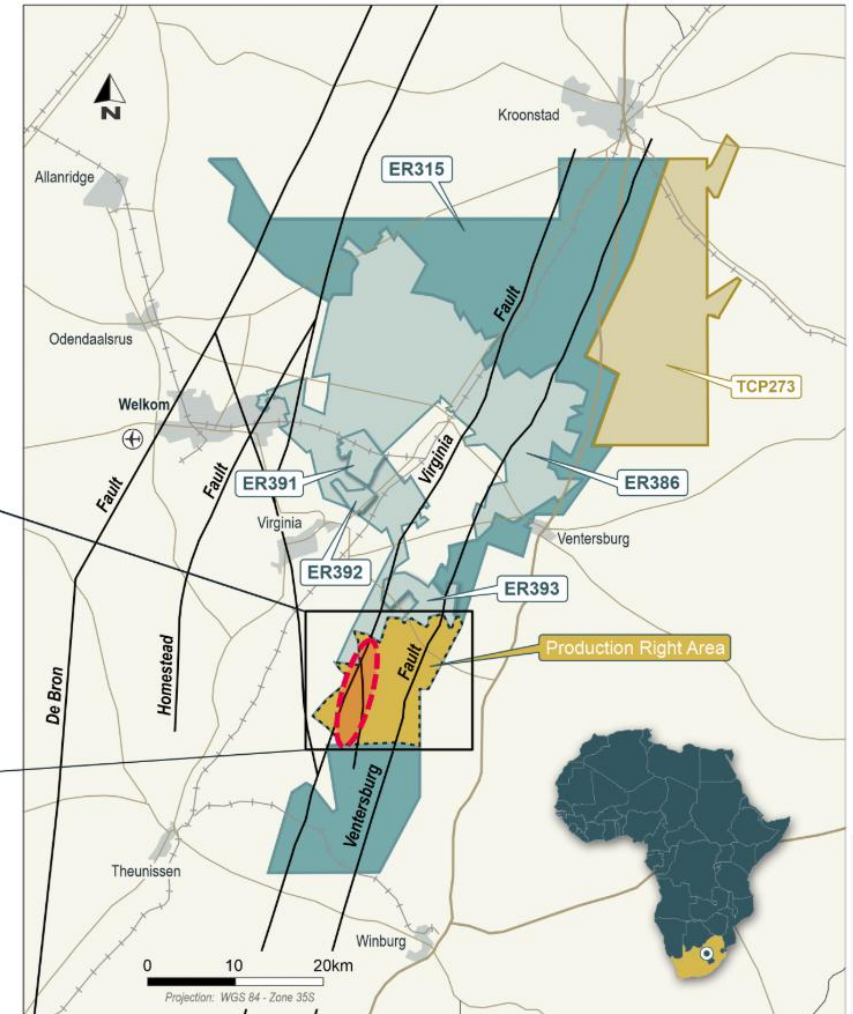 N
Kroonstad
ER315
Allanridge
Fault
Odendaalsrus
TCP273
Welkom
Virginia
Fault
Fault
ER391
ER386
Virginia
Ventersburg
ER392
ER393
Production Right Area
Fault
De Bron
Homestead
Ventersburg
Theunissen
Winburg
0 10 20km
Projection: WGS 84 - Zone 35S